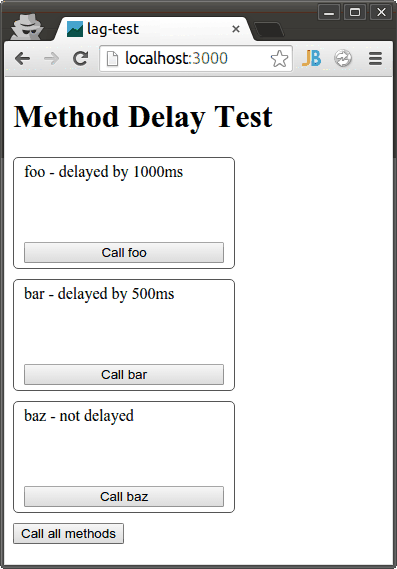 lag-test
localhost:3000
JB
Method Delay Test
foo - delayed by 1000ms
Call foo
bar - delayed by 500ms
Call bar
baz - not delayed
Call baz
Call all methods